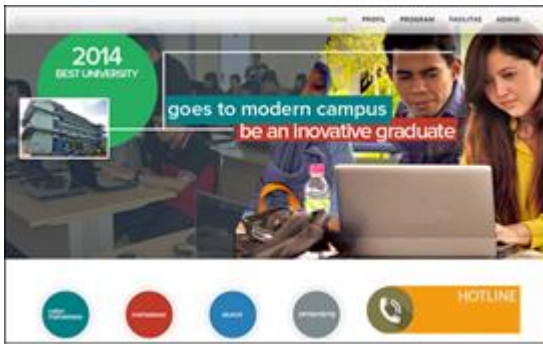 HOME PROFIL PROGRAM FASILITAS ADMISI
2014
BEST UNIVERSITY
goes to modern campus
be an inovative graduate
HOTLINE